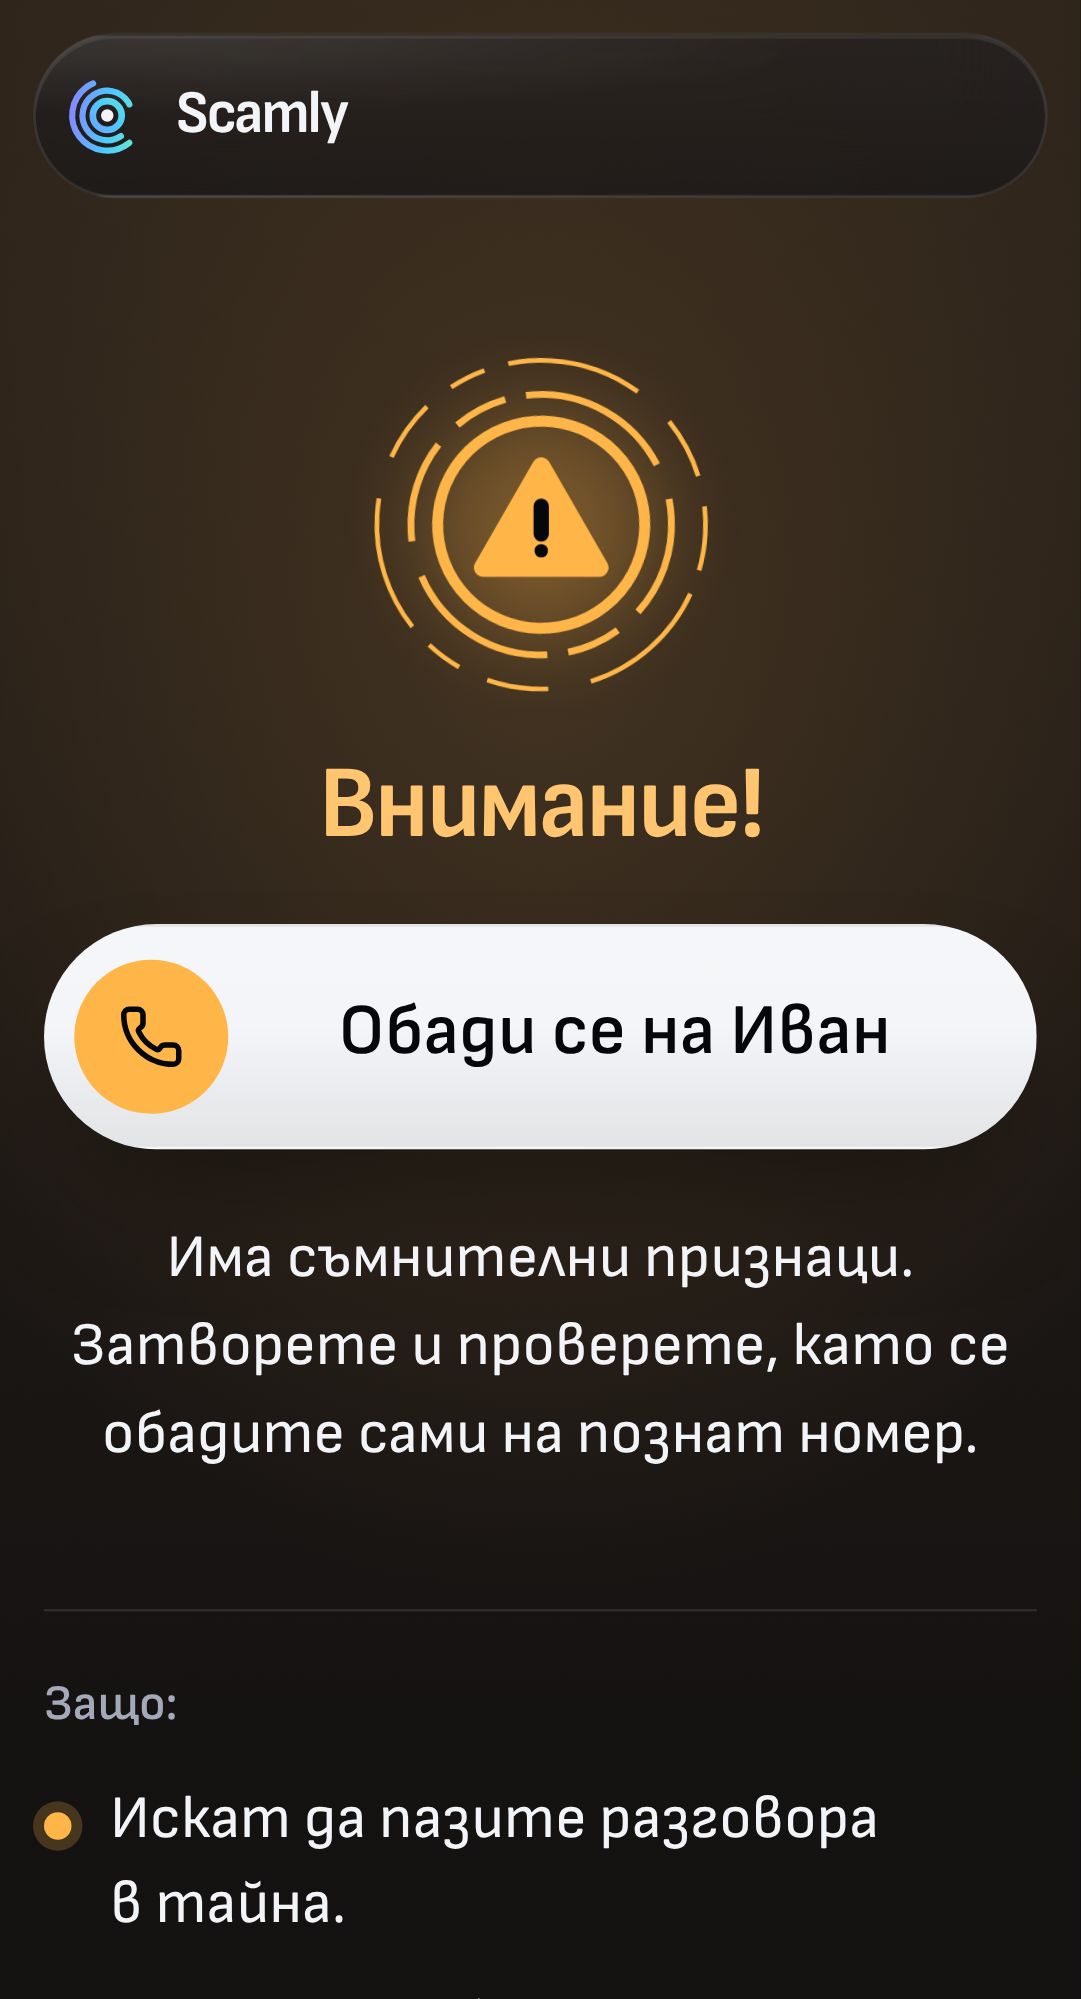 Scamly
Внимание!
Обади се на Иван
Има съмнителни признаци.
Затворете и проверете, като се
обадите сами на познат номер.
Защо:
Искат да пазите разговора
в тайна.